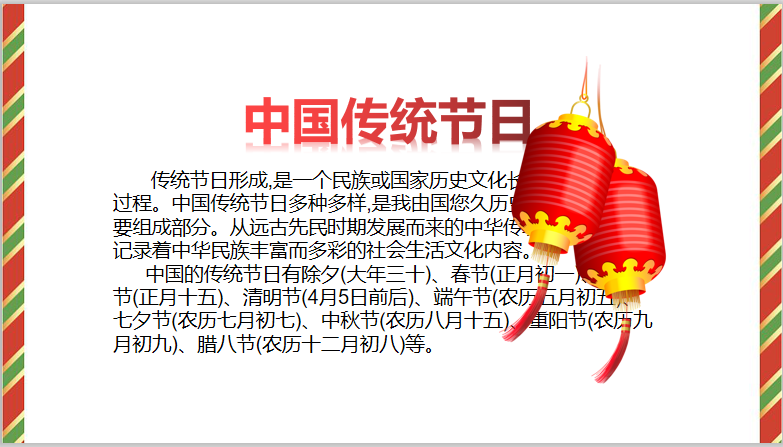 中国传统节日
传统节日形成,是一个民族或国家历史文化长
过程。中国传统节日多种多样,是我由国您久历史
要组成部分。从远古先民时期发展而来的中华传
记录着中华民族丰富而多彩的社会生活文化内容。
中国的传统节日有除夕(大年三十)、春节(正月初一)
节(正月十五)、清明节(4月5日前后)、端午节(农历五月初五)、
七夕节(农历七月初七)、中秋节(农历八月十五)、重阳节(农历九
月初九)、腊八节(农历十二月初八)等。